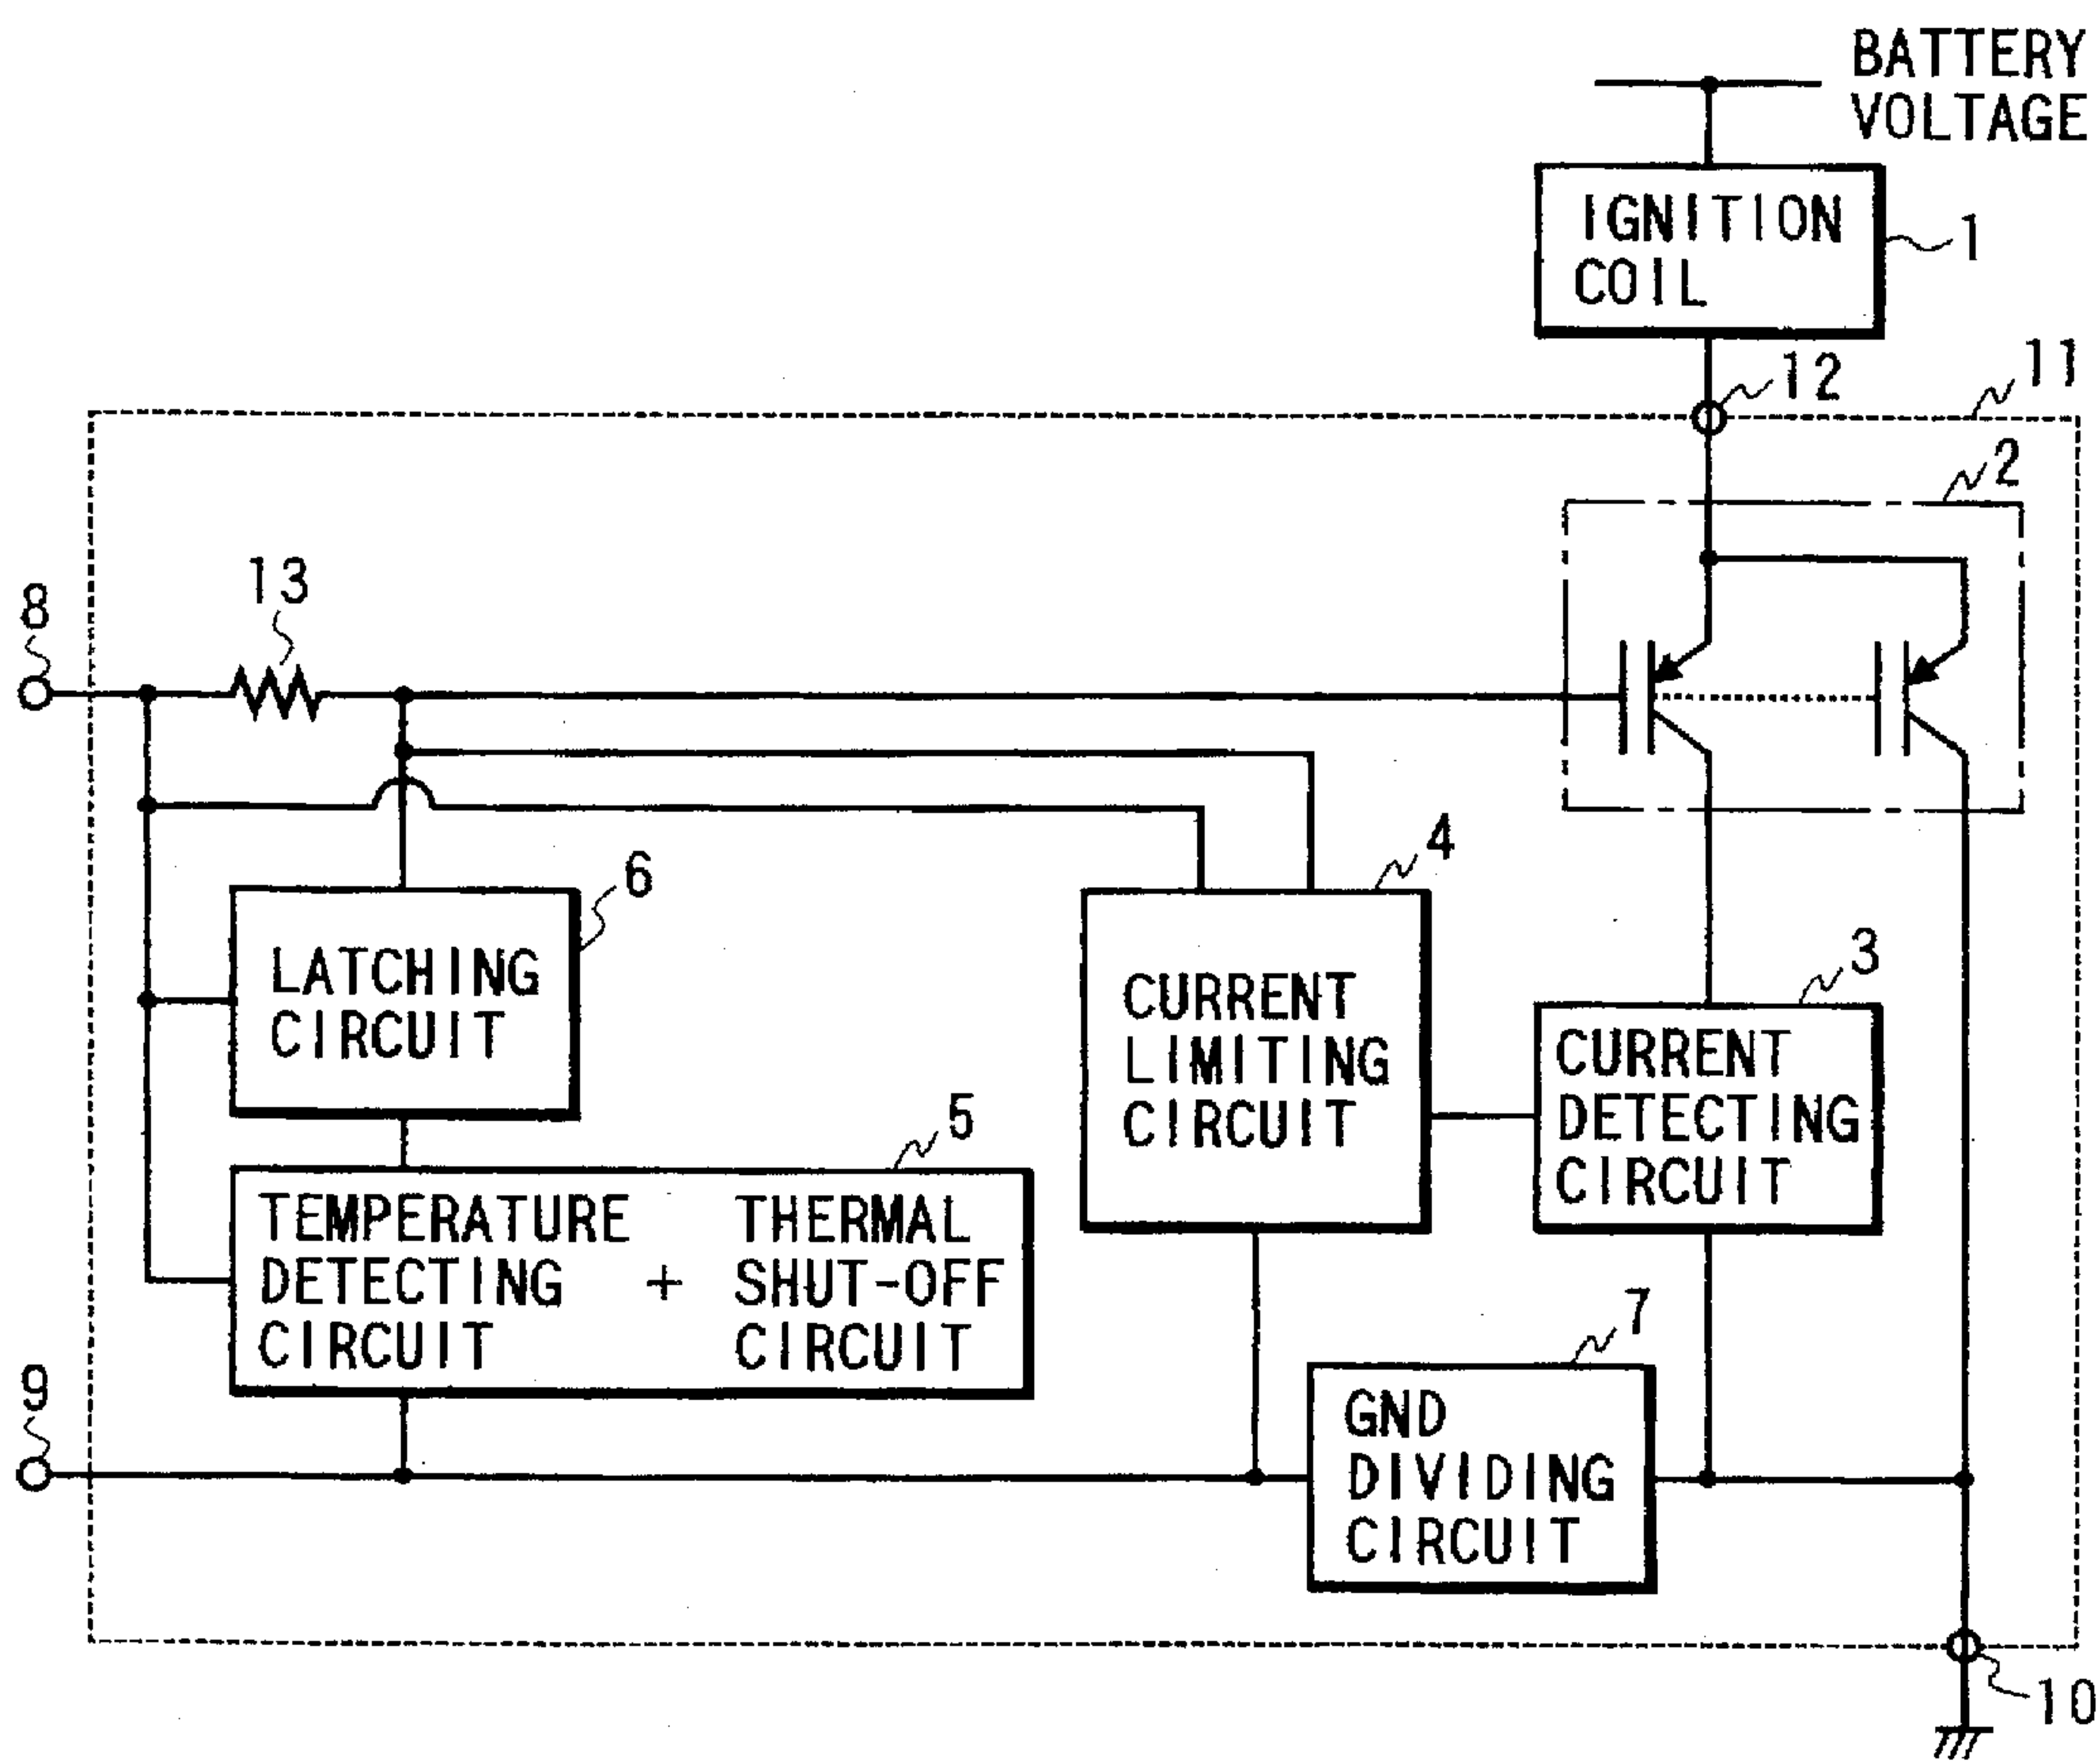 BATTERY
VOLTAGE
IGNITION
COIL
1
12
11
2
13
8
6
4
LATCHING
CIRCUIT
CURRENT
LIMITING
CIRCUIT
3
CURRENT
DETECTING
CIRCUIT
5
TEMPERATURE
DETECTING
CIRCUIT
+
THERMAL
SHUT-OFF
CIRCUIT
7
GND
DIVIDING
CIRCUIT
9
10